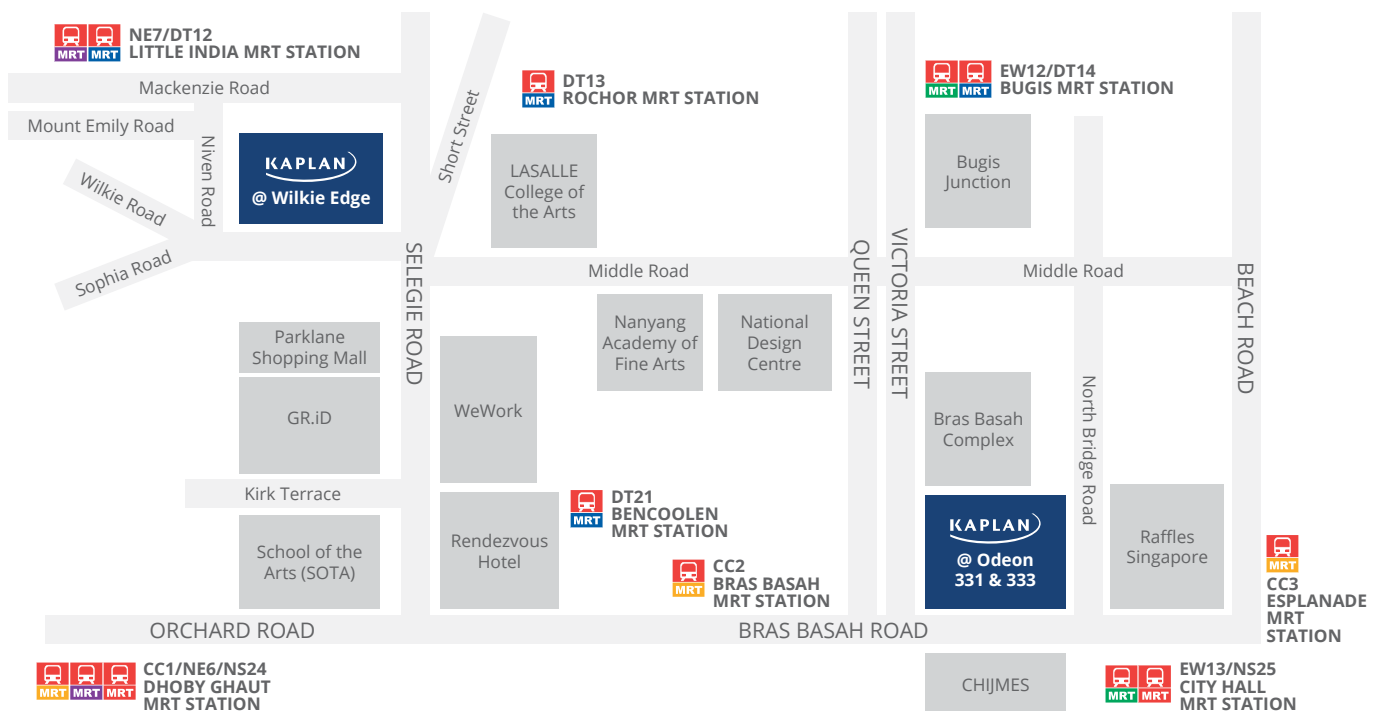 NE7/DT12
LITTLE INDIA MRT STATION
MRT MRT
Mackenzie Road
Mount Emily Road
Niven Road
Wilkie Road
Sophia Road
KAPLAN
@ Wilkie Edge
Short Street
DT13
ROCHOR MRT STATION
MRT
LASALLE
College of
the Arts
EW12/DT14
BUGIS MRT STATION
MRT MRT
Bugis
Junction
SELEGIE ROAD
Middle Road
QUEEN STREET
VICTORIA STREET
Middle Road
BEACH ROAD
Parklane
Shopping Mall
GR.iD
WeWork
Nanyang
Academy of
Fine Arts
National
Design
Centre
Bras Basah
Complex
North Bridge Road
Kirk Terrace
School of the
Arts (SOTA)
Rendezvous
Hotel
DT21
BENCOOLEN
MRT STATION
MRT
CC2
BRAS BASAH
MRT STATION
MRT
KAPLAN
@ Odeon
331 & 333
Raffles
Singapore
MRT
CC3
ESPLANADE
MRT
STATION
ORCHARD ROAD
BRAS BASAH ROAD
MRT MRT MRT
CC1/NE6/NS24
DHOBY GHAUT
MRT STATION
CHIJMES
MRT MRT
EW13/NS25
CITY HALL
MRT STATION